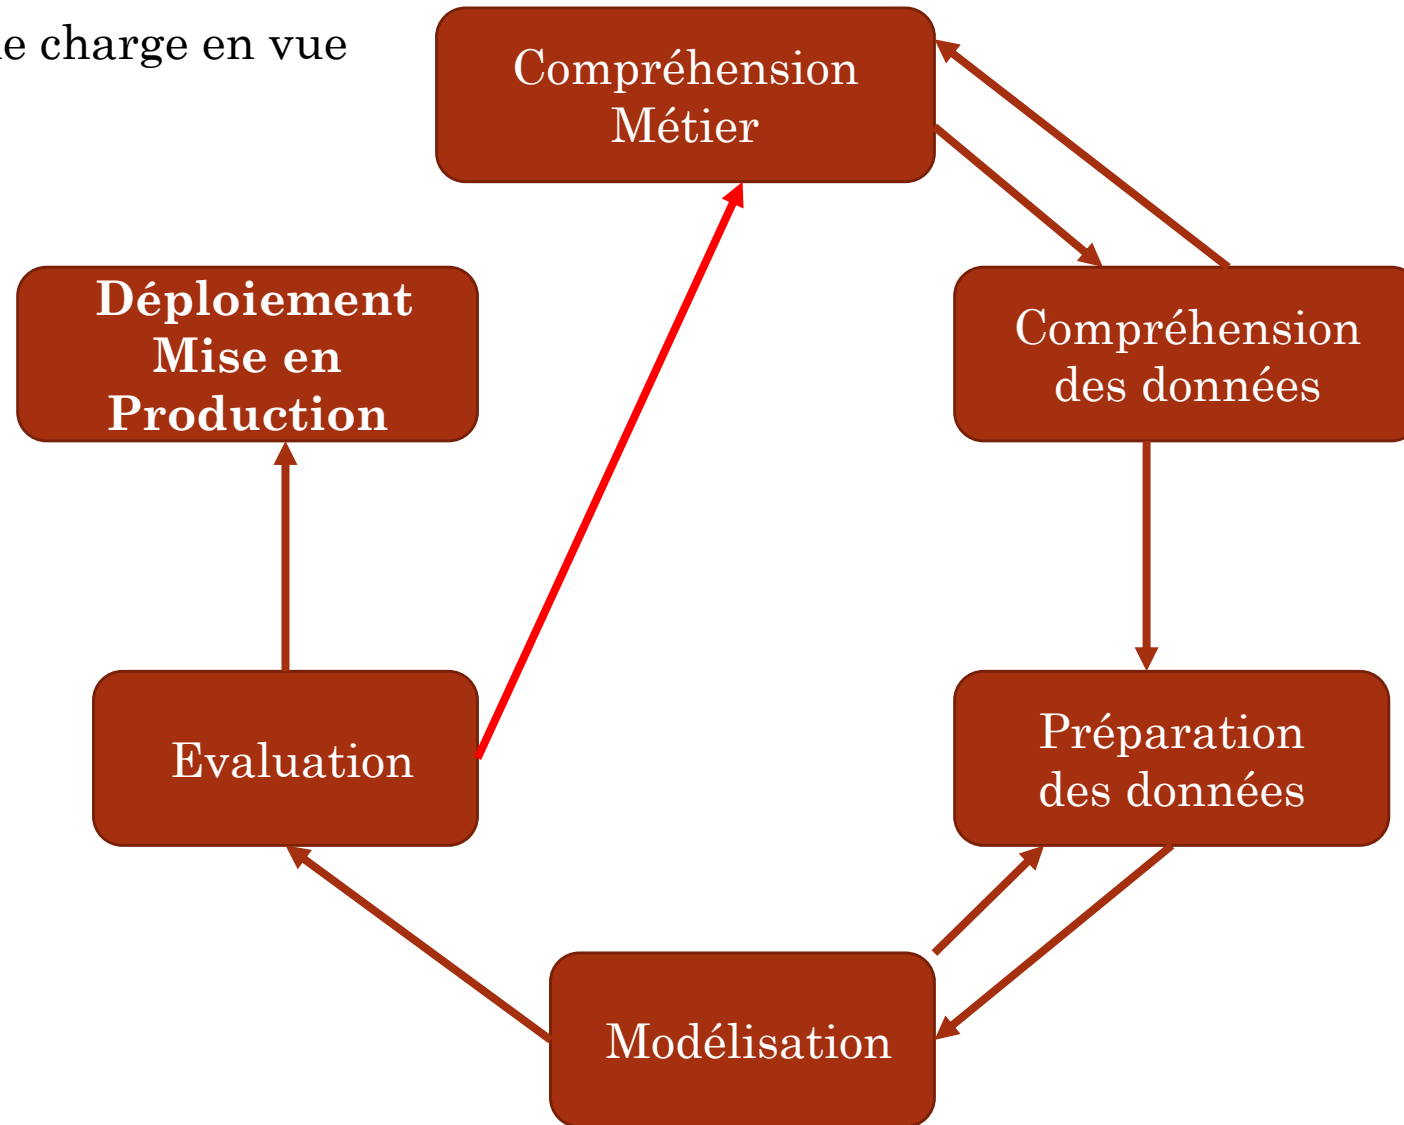 charge en vue
Compréhension
Métier
Déploiement
Mise en
Production
Compréhension
des données
Evaluation
Préparation
des données
Modélisation